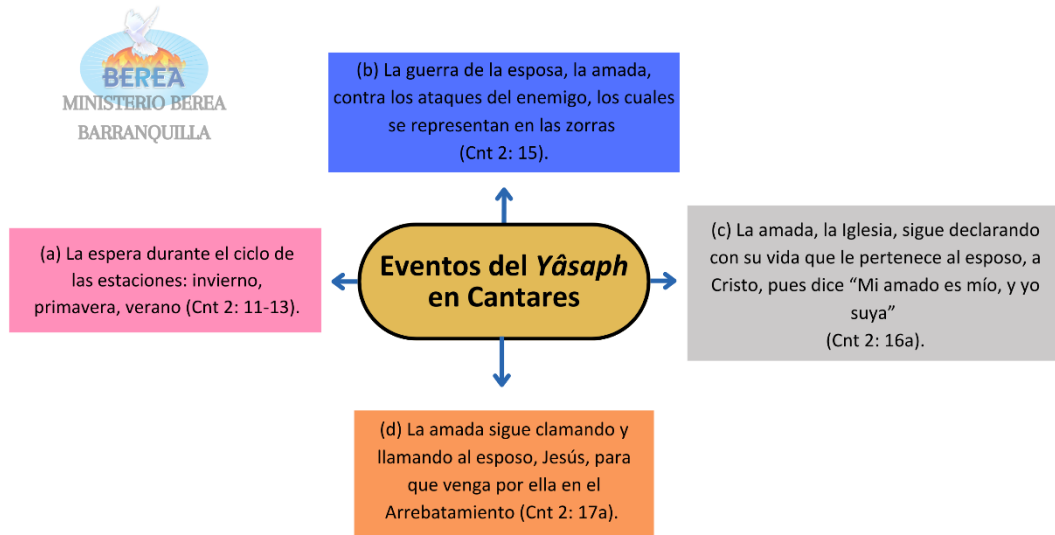 BEREA
MINISTERIO BEREA
BARRANQUILLA
(b) La guerra de la esposa, la amada,
contra los ataques del enemigo, los cuales
se representan en las zorras
(Cnt 2: 15).
(a) La espera durante el ciclo de
las estaciones: invierno,
primavera, verano (Cnt 2: 11-13).
Eventos del Yâsaph
en Cantares
(c) La amada, la Iglesia, sigue declarando
con su vida que le pertenece al esposo, a
Cristo, pues dice “Mi amado es mío, y yo
suya”
(Cnt 2: 16a).
(d) La amada sigue clamando y
llamando al esposo, Jesús, para
que venga por ella en el
Arrebatamiento (Cnt 2: 17a).